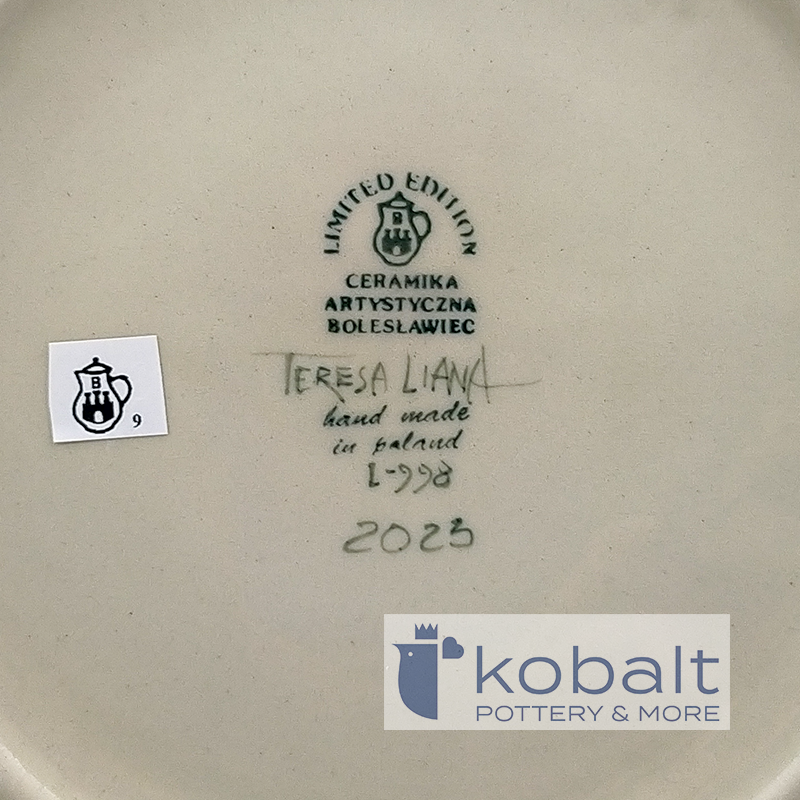 LIMITED EDITION
B
CERAMIKA
ARTYSTYCZNA
BOLESŁAWIEC
TERESA LIANA
hand made
in poland
L-998
2023
B
9
kobalt
POTTERY & MORE